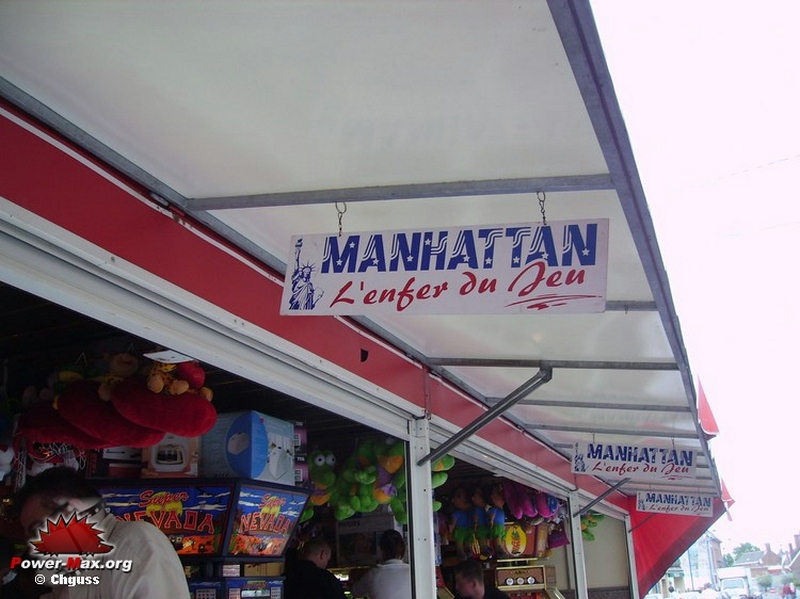 MANHATTAN
L'enfer du Jeu
MANHATTAN
L'enfer du Jeu
MANHATTAN
L'enfer du Jeu
Super
NEVADA
NEVADA
Power-Max.org
© Chguss